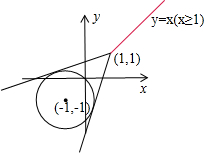 y
y=x(x≥1)
(1,1)
x
(-1,-1)